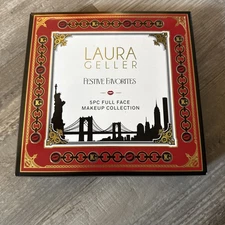 LAURA
GELLER
FESTIVE FAVORITES
5PC FULL FACE
MAKEUP COLLECTION